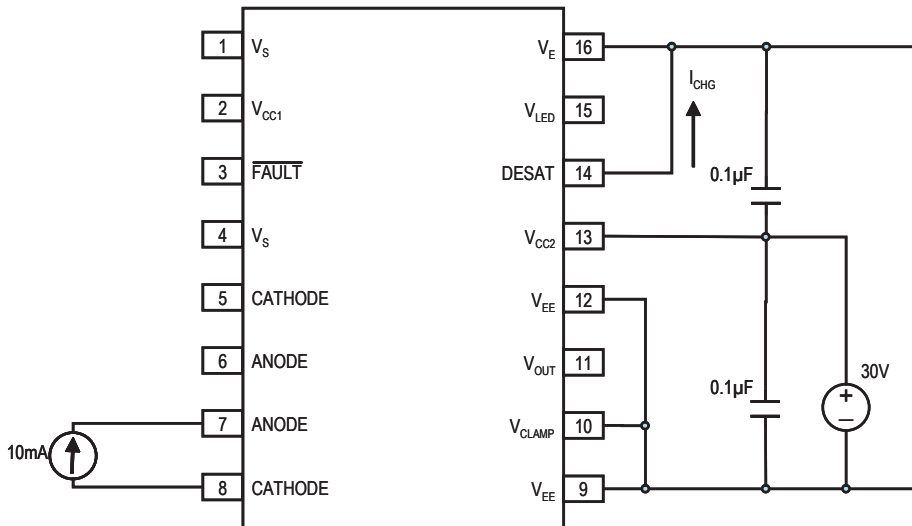 1 V_S
2 V_CC1
3 FAULT
4 V_S
5 CATHODE
6 ANODE
7 ANODE
8 CATHODE
10mA
V_E 16
V_LED 15
DESAT 14
V_CC2 13
V_EE 12
V_OUT 11
V_CLAMP 10
V_EE 9
I_CHG
0.1µF
0.1µF
30V
+
–